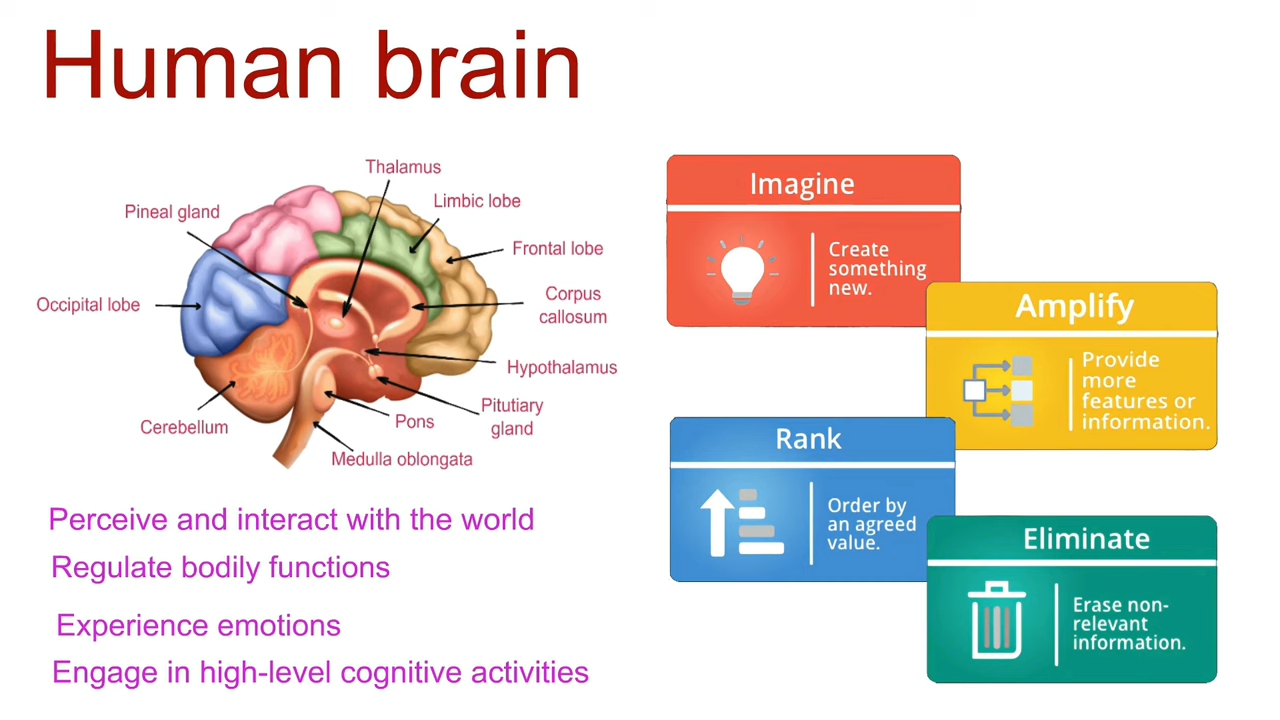 Human brain
Thalamus
Limbic lobe
Pineal gland
Frontal lobe
Corpus
callosum
Occipital lobe
Hypothalamus
Pitutiary
gland
Pons
Cerebellum
Medulla oblongata
Perceive and interact with the world
Regulate bodily functions
Experience emotions
Engage in high-level cognitive activities
Imagine
Create
something
new.
Amplify
Provide
more
features or
information.
Rank
Order by
an agreed
value.
Eliminate
Erase non-
relevant
information.